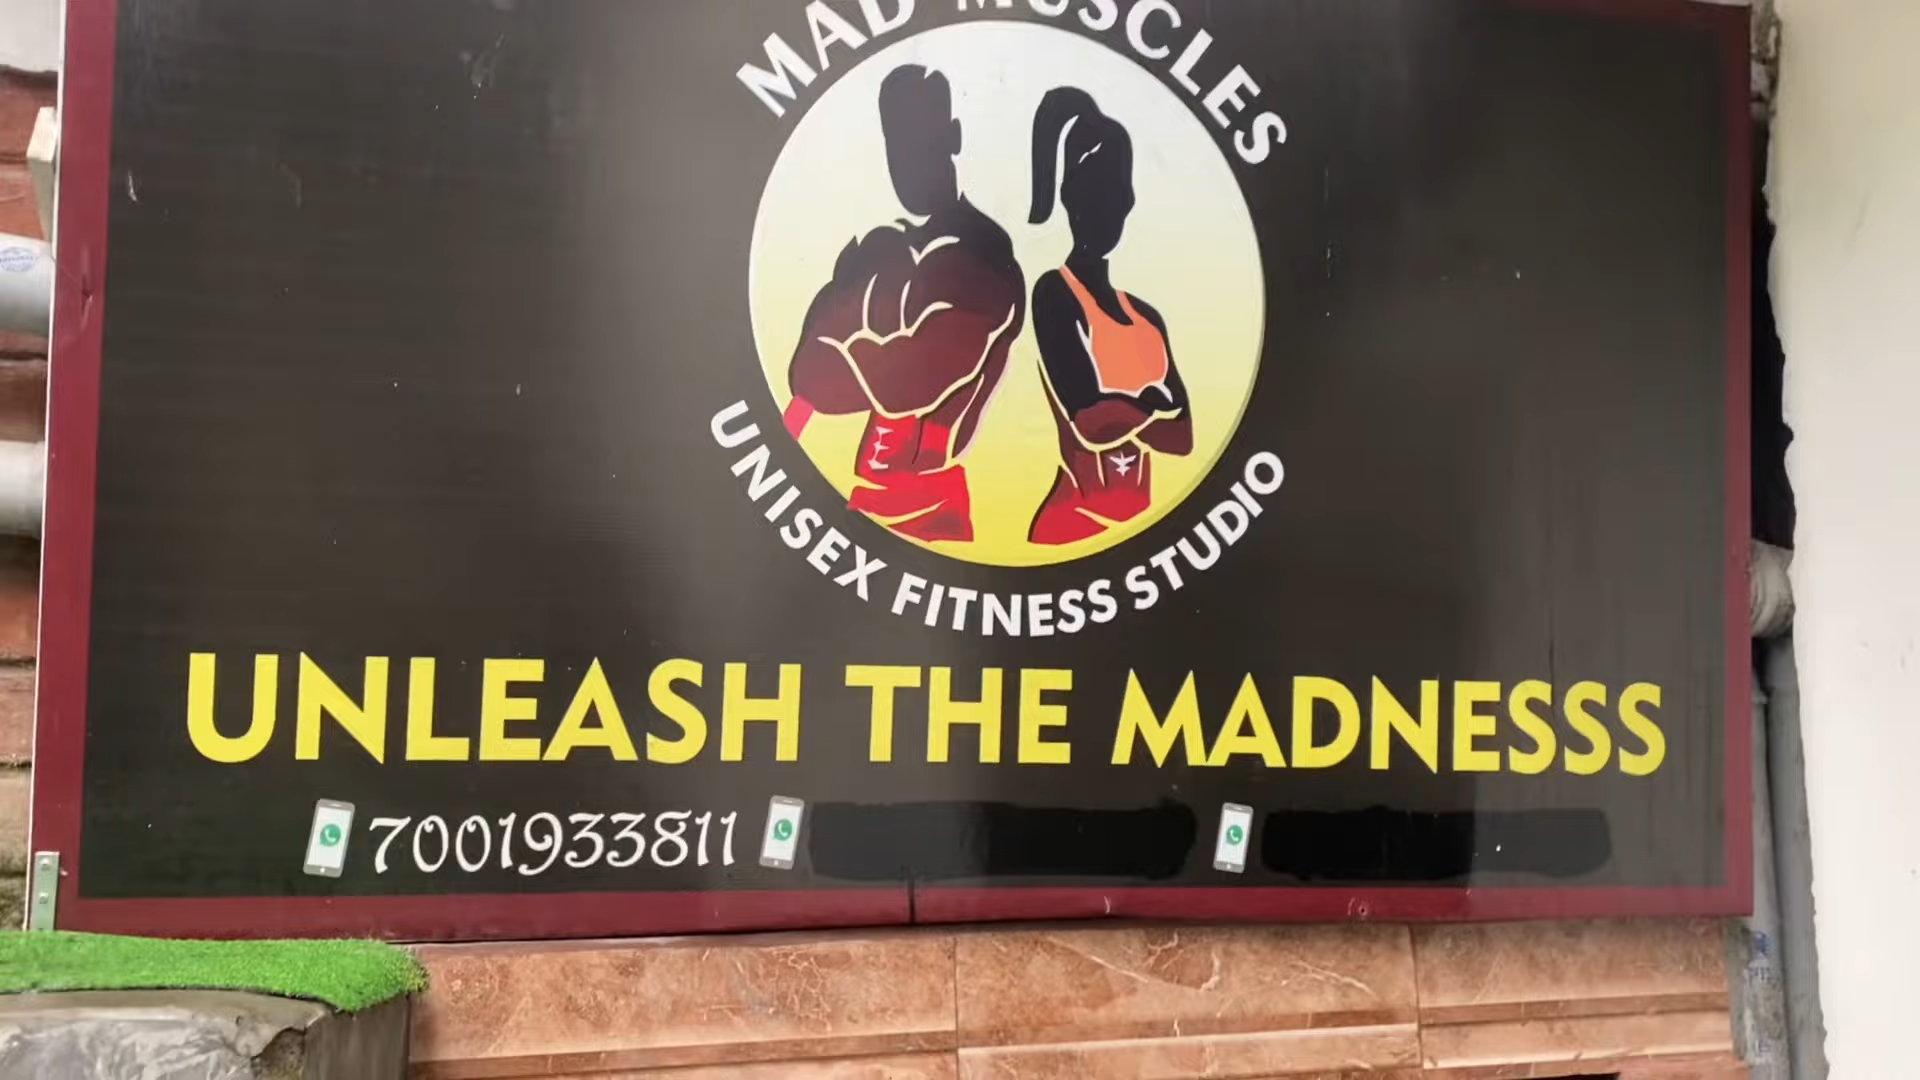 MAD MUSCLES
UNISEX FITNESS STUDIO
UNLEASH THE MADNESSS
7001933811